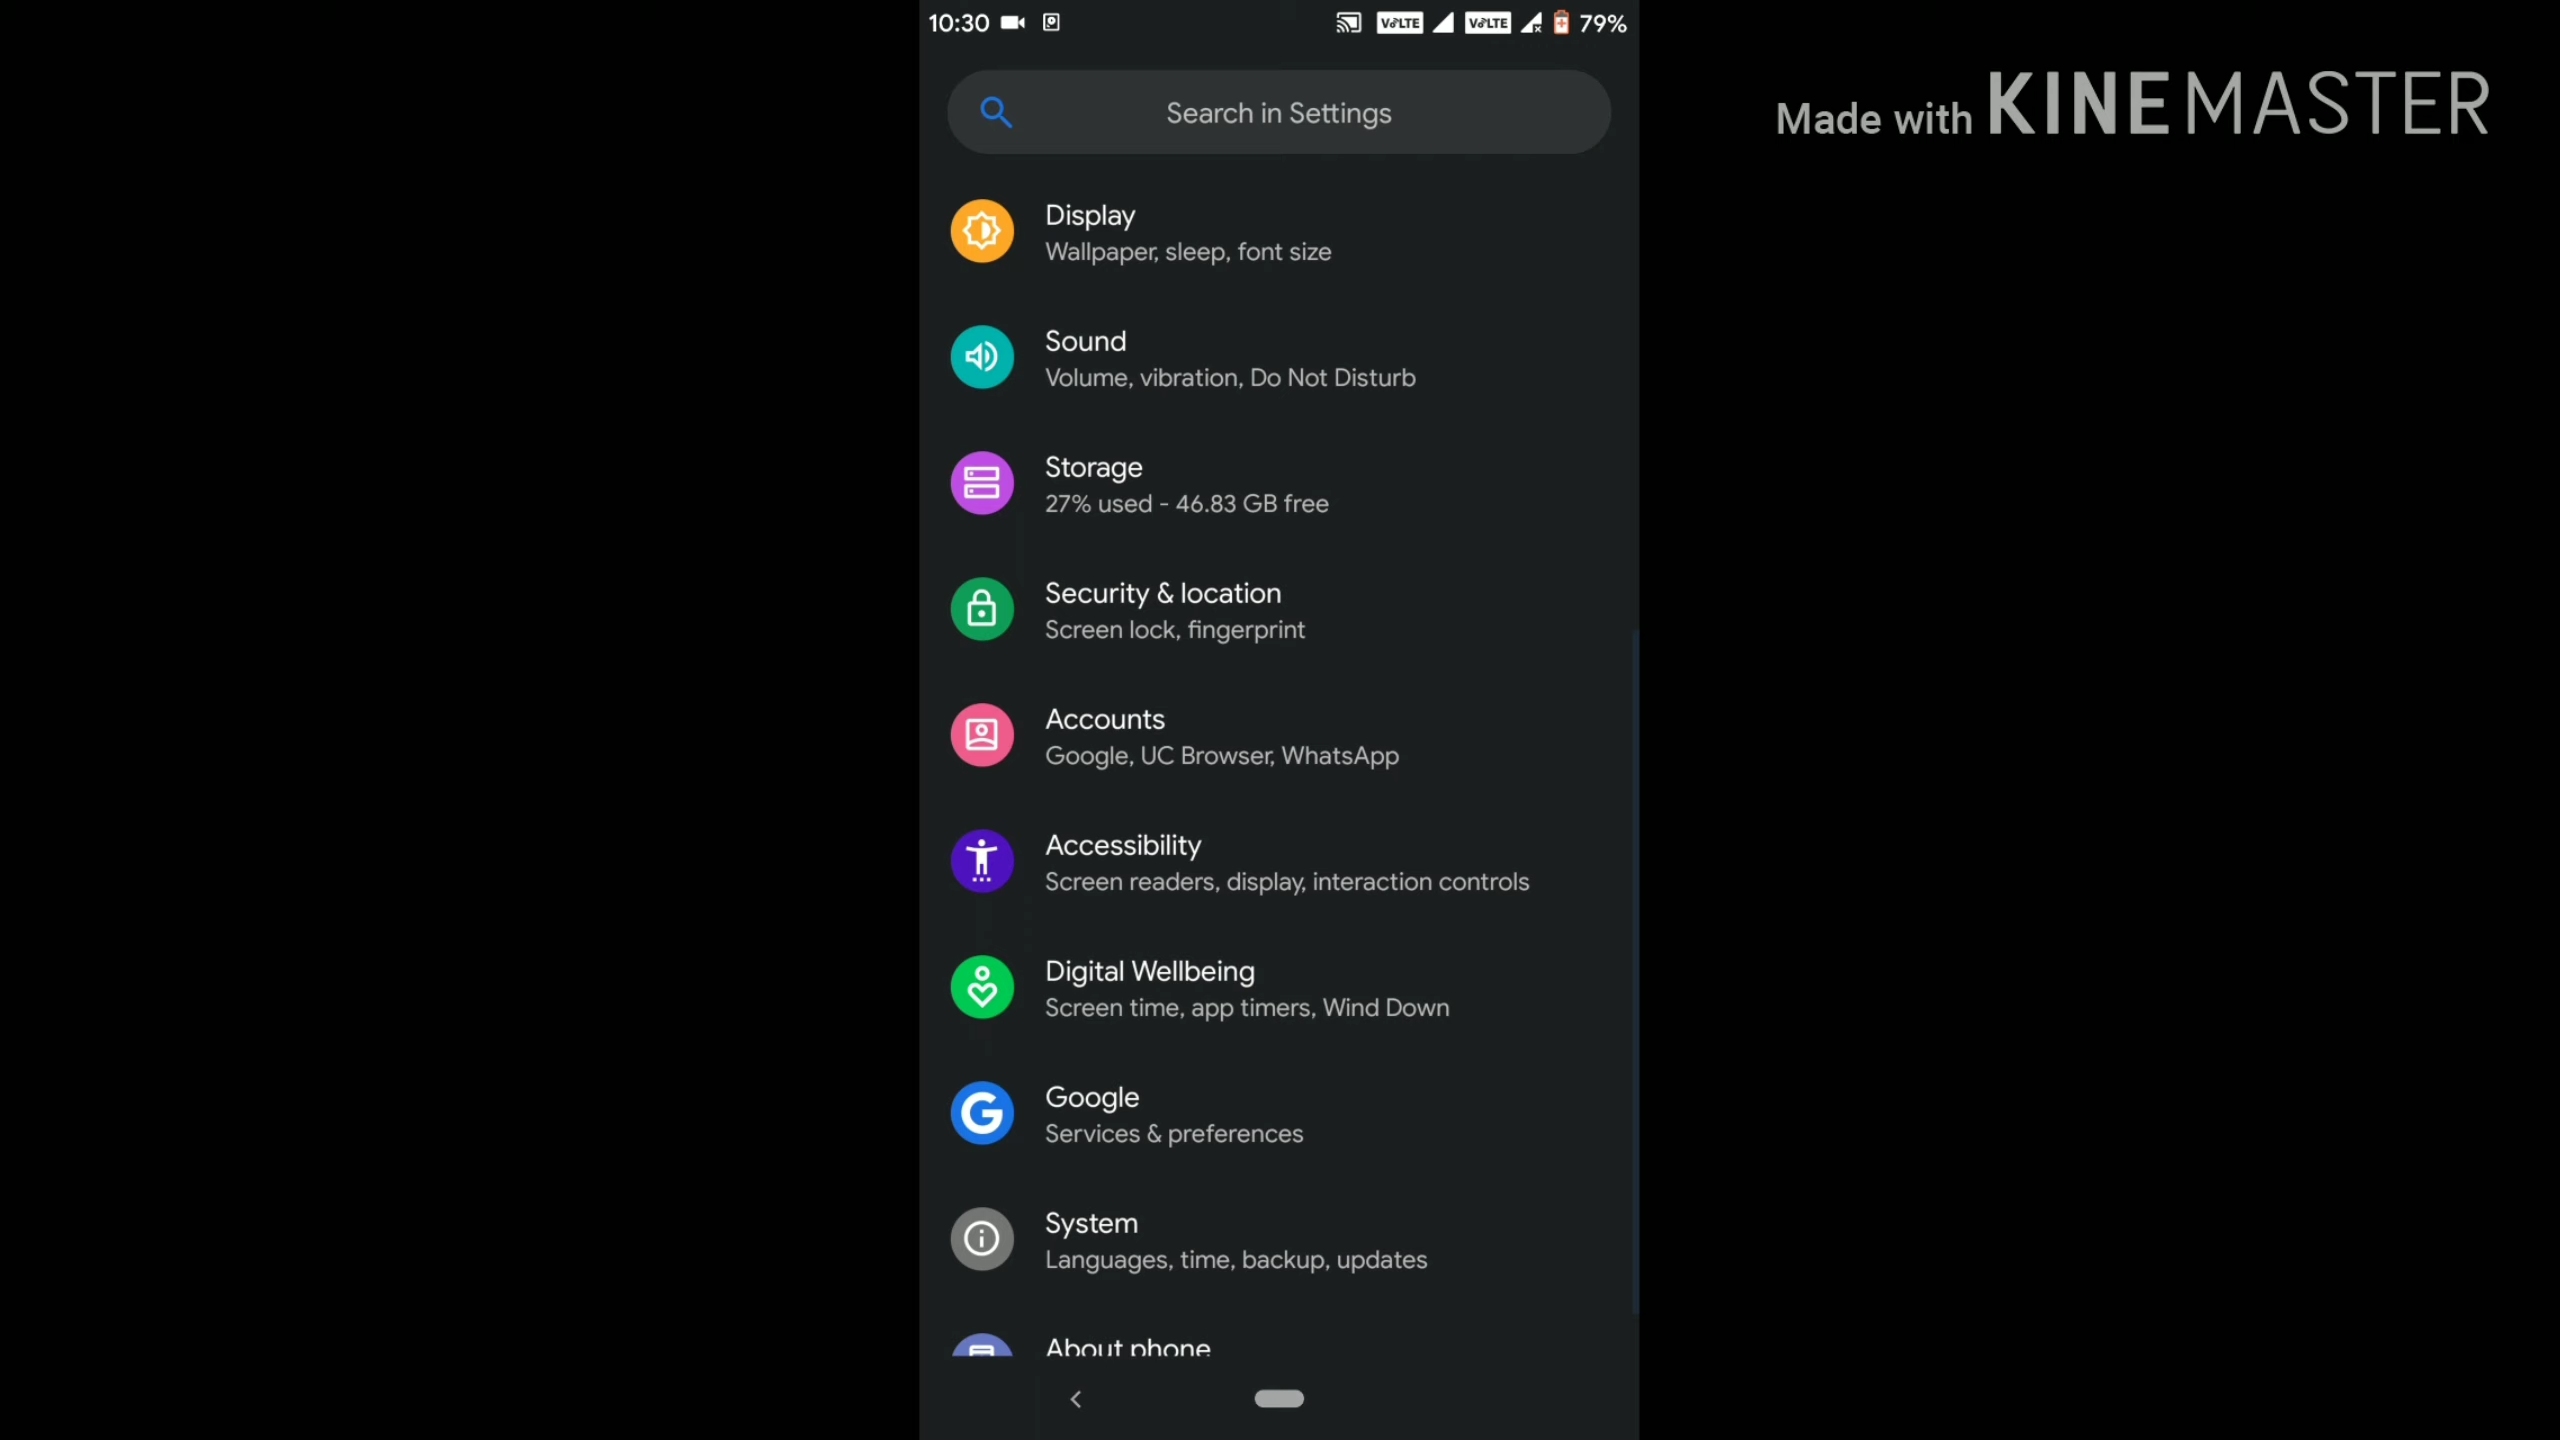 10:30
VoLTE VoLTE 79%
Made with KINEMASTER
Search in Settings
Display
Wallpaper, sleep, font size
Sound
Volume, vibration, Do Not Disturb
Storage
27% used - 46.83 GB free
Security & location
Screen lock, fingerprint
Accounts
Google, UC Browser, WhatsApp
Accessibility
Screen readers, display, interaction controls
Digital Wellbeing
Screen time, app timers, Wind Down
Google
Services & preferences
System
Languages, time, backup, updates
About phone